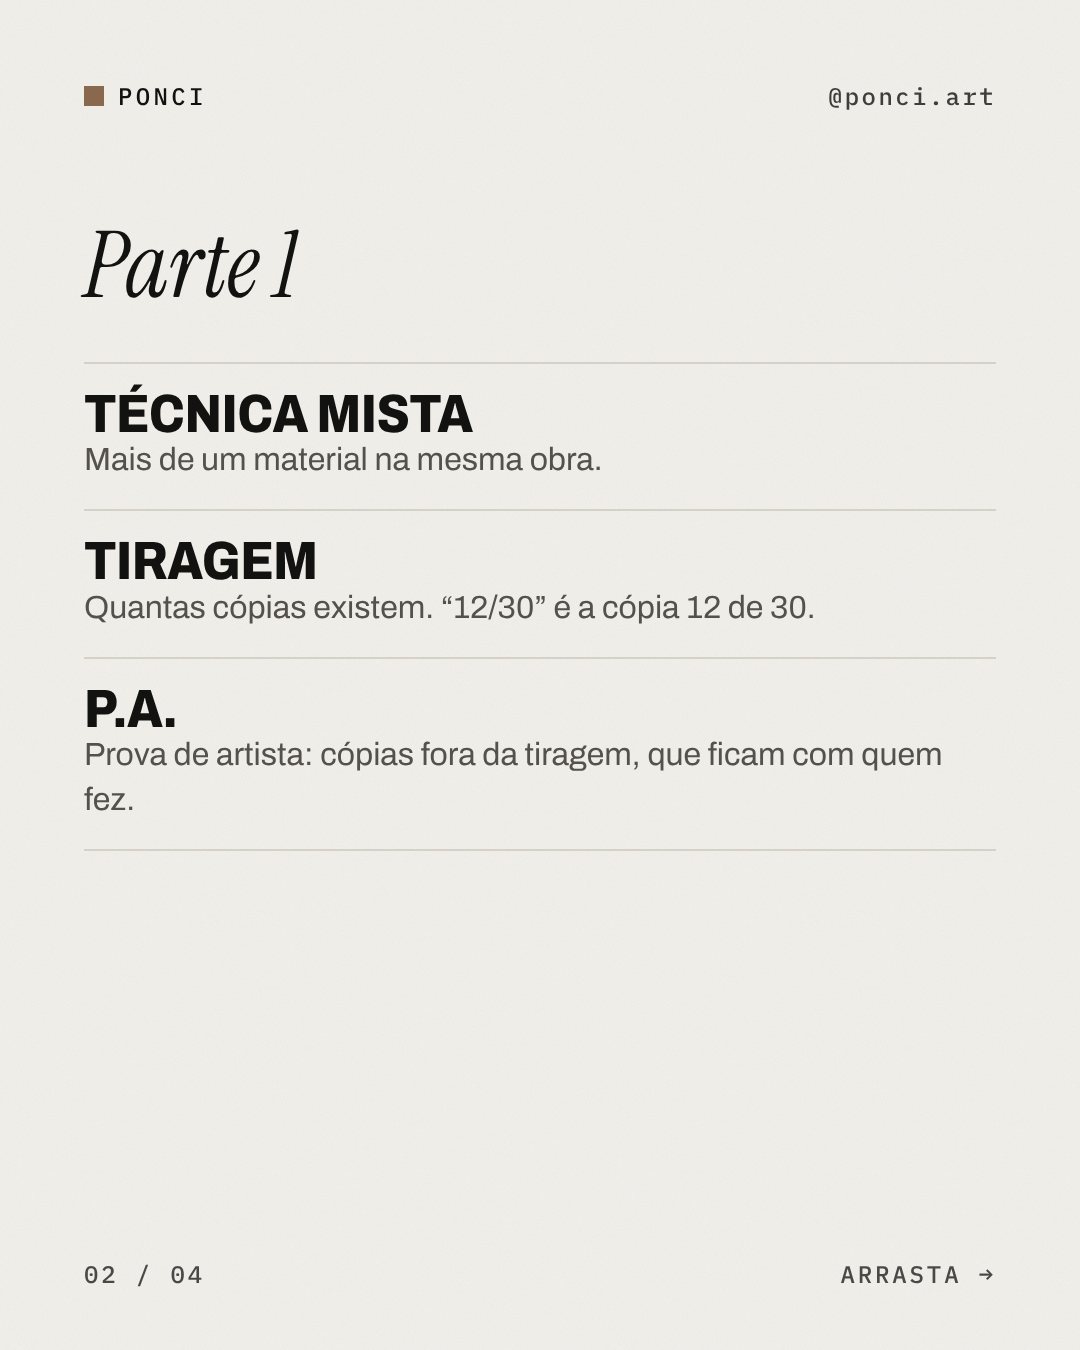 PONCI
@ponci.art
Parte 1
TÉCNICA MISTA
Mais de um material na mesma obra.
TIRAGEM
Quantas cópias existem. “12/30” é a cópia 12 de 30.
P.A.
Prova de artista: cópias fora da tiragem, que ficam com quem
fez.
02 / 04
ARRASTA →